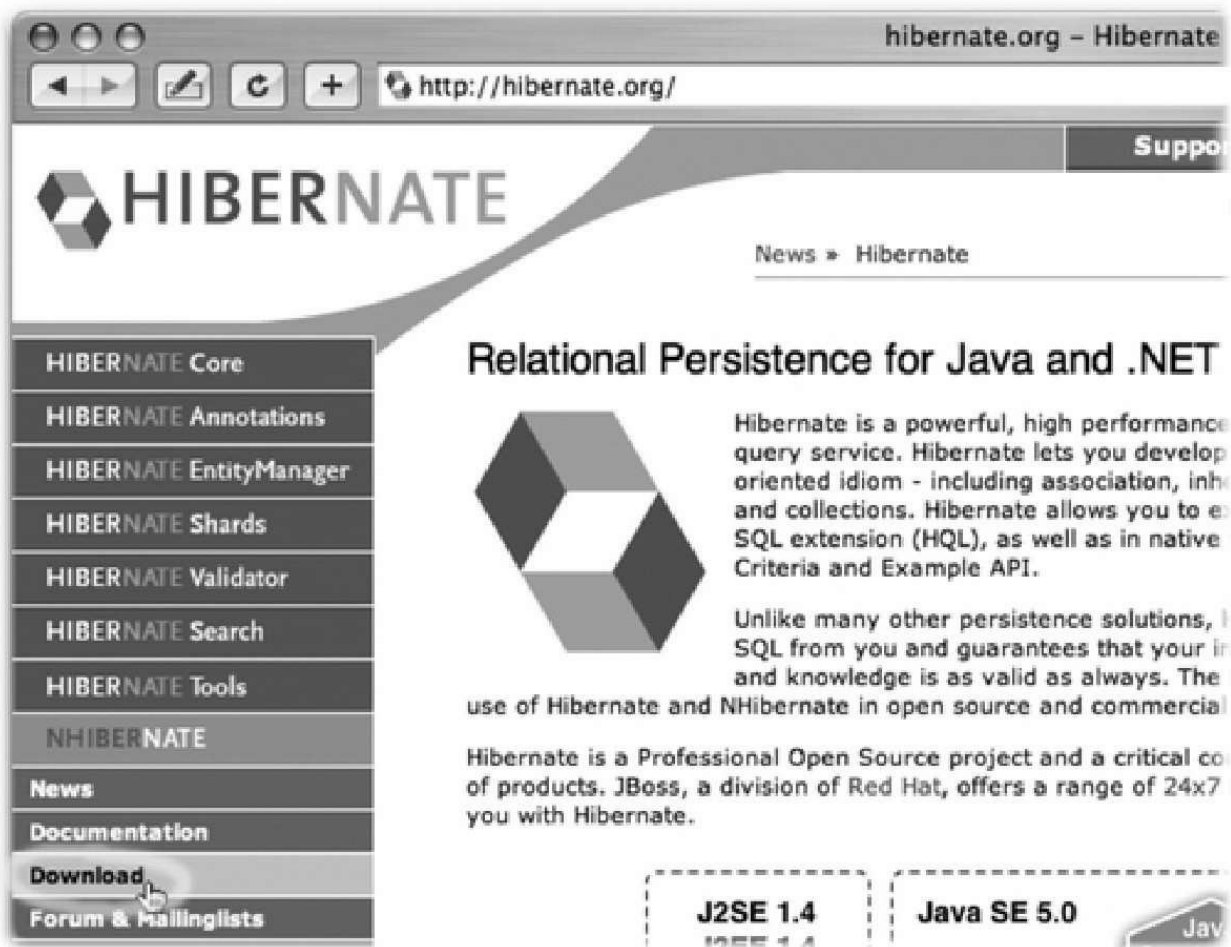 hibernate.org – Hibernate
http://hibernate.org/
Suppor
HIBERNATE
News » Hibernate
HIBERNATE Core
HIBERNATE Annotations
HIBERNATE EntityManager
HIBERNATE Shards
HIBERNATE Validator
HIBERNATE Search
HIBERNATE Tools
NHIBERNATE
News
Documentation
Download
Forum & Mailinglists
Relational Persistence for Java and .NET
Hibernate is a powerful, high performance
query service. Hibernate lets you develop
oriented idiom - including association, inh
and collections. Hibernate allows you to e
SQL extension (HQL), as well as in native
Criteria and Example API.
Unlike many other persistence solutions,
SQL from you and guarantees that your
and knowledge is as valid as always. The
use of Hibernate and NHibernate in open source and commercial
Hibernate is a Professional Open Source project and a critical co
of products. JBoss, a division of Red Hat, offers a range of 24x7
you with Hibernate.
J2SE 1.4
Java SE 5.0
Jav